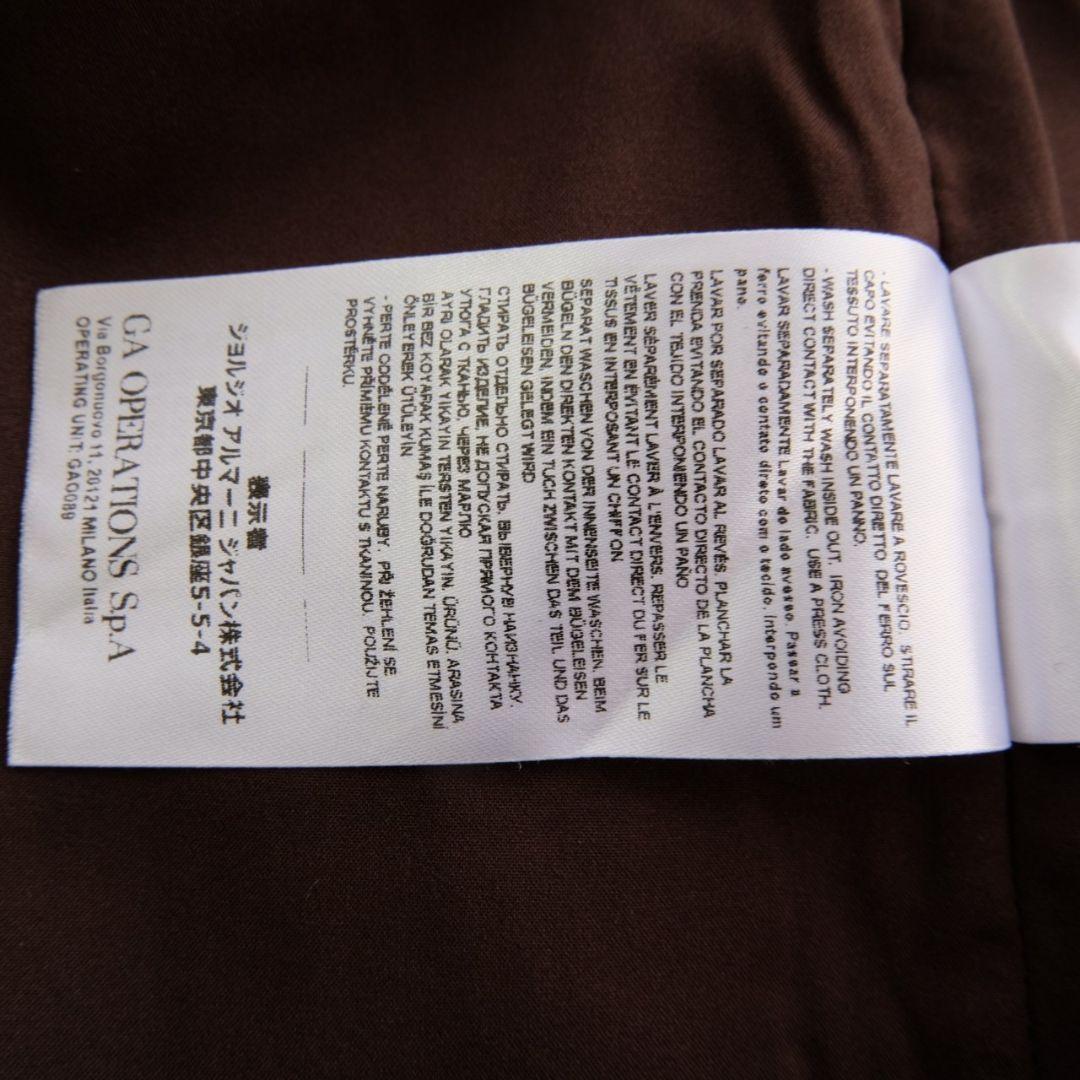 - LAVARE SEPARATAMENTE LAVARE A ROVESCIO. STIRARE IL
CAPO EVITANDO IL CONTATTO DIRETTO DEL FERRO SUL
TESSUTO INTERPONENDO UN PANNO.
- WASH SEPARATELY WASH INSIDE OUT. IRON AVOIDING
DIRECT CONTACT WITH THE FABRIC. USE A PRESS CLOTH.
LAVAR SEPARADAMENTE Lavar do lado avesso. Passar a
ferro evitando o contato direto com o tecido. Interpondo um
pano.
LAVAR POR SEPARADO LAVAR AL REVÉS. PLANCHAR LA
PRENDA EVITANDO EL CONTACTO DIRECTO DE LA PLANCHA
CON EL TEJIDO INTERPONIENDO UN PAÑO
LAVER SÉPARÉMENT LAVER À L'ENVERS. REPASSER LE
VÊTEMENT EN ÉVITANT LE CONTACT DIRECT DU FER SUR LE
TISSUS EN INTERPOSANT UN CHIFFON
SEPARAT WASCHEN VON DER INNENSEITE WASCHEN. BEIM
BÜGELN DEN DIREKTEN KONTAKT MIT DEM BÜGELEISEN
VERMEIDEN, INDEM EIN TUCH ZWISCHEN DAS TEIL UND DAS
BÜGELEISEN GELEGT WIRD
СТИРАТЬ ОТДЕЛЬНО СТИРАТЬ, ВЫВЕРНУВ НАИЗНАНКУ.
ГЛАДИТЬ ИЗДЕЛИЕ, НЕ ДОПУСКАЯ ПРЯМОГО КОНТАКТА
УТЮГА С ТКАНЬЮ, ЧЕРЕЗ МАРЛЮ
AYRI OLARAK YIKAYIN TERSTEN YIKAYIN. ÜRÜNÜ, ARASINA
BİR BEZ KOYARAK KUMAŞ İLE DOĞRUDAN TEMAS ETMESİNİ
ÖNLEYEREK ÜTÜLEYİN
- PERTE ODDĚLENĚ PERTE NARUBY. PŘI ŽEHLENÍ SE
VYHNĚTE PŘÍMÉMU KONTAKTU S TKANINOU. POUŽIJTE
PROSTĚRKU.
表示者
ジョルジオ アルマーニ ジャパン株式会社
東京都中央区銀座5-5-4
GA OPERATIONS S.p.A
Via Borgonuovo 11, 20121 MILANO Italia
OPERATING UNIT: GAO089